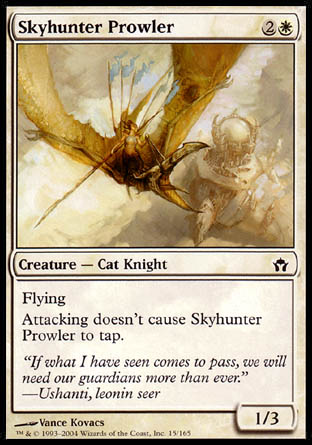 Skyhunter Prowler 2
Creature — Cat Knight
Flying
Attacking doesn't cause Skyhunter
Prowler to tap.
"If what I have seen comes to pass, we will
need our guardians more than ever."
—Ushanti, leonin seer
Vance Kovacs
™ & © 1993–2004 Wizards of the Coast, Inc. 15/165
1/3